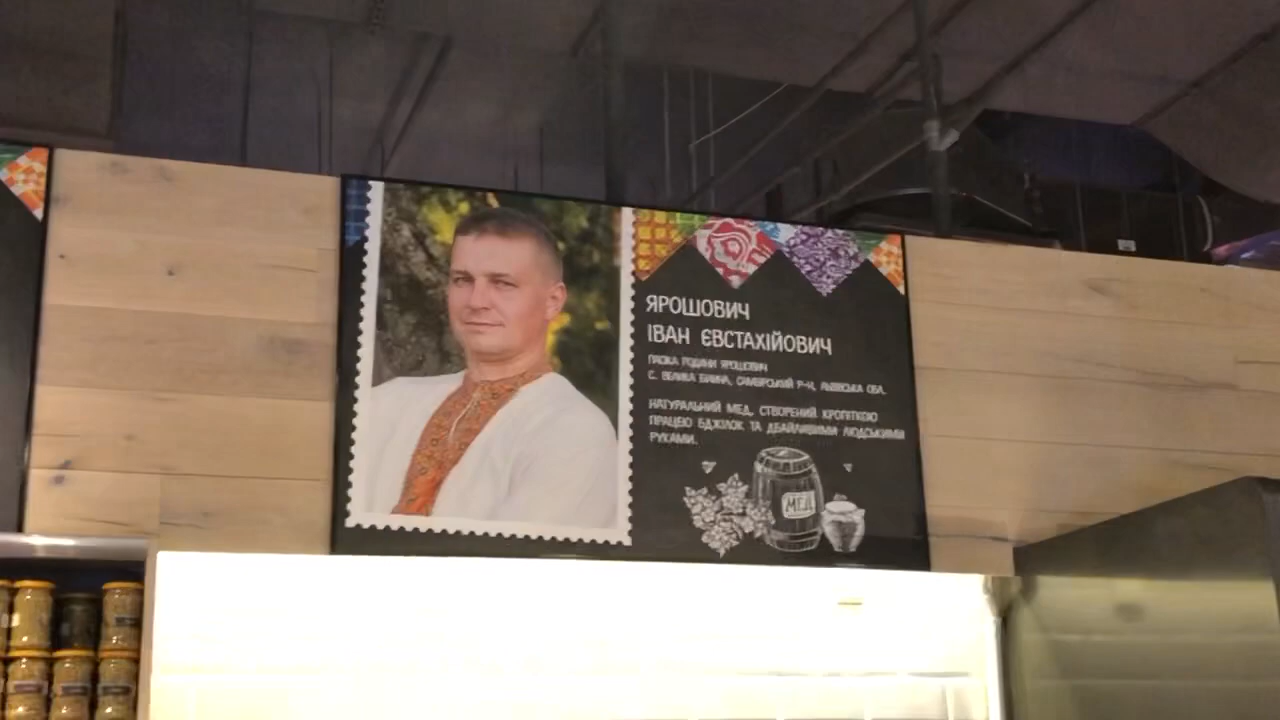 ЯРОШОВИЧ
ІВАН ЄВСТАХІЙОВИЧ
ПАСІКА РОДИНИ ЯРОШОВИЧ
С. ВЕЛИКА БІЛИНА, САМБІРСЬКИЙ Р-Н, ЛЬВІВСЬКА ОБЛ.
НАТУРАЛЬНИЙ МЕД, СТВОРЕНИЙ КРОПІТКОЮ
ПРАЦЕЮ БДЖІЛОК ТА ДБАЙЛИВИМИ ЛЮДСЬКИМИ
РУКАМИ.
МЕД